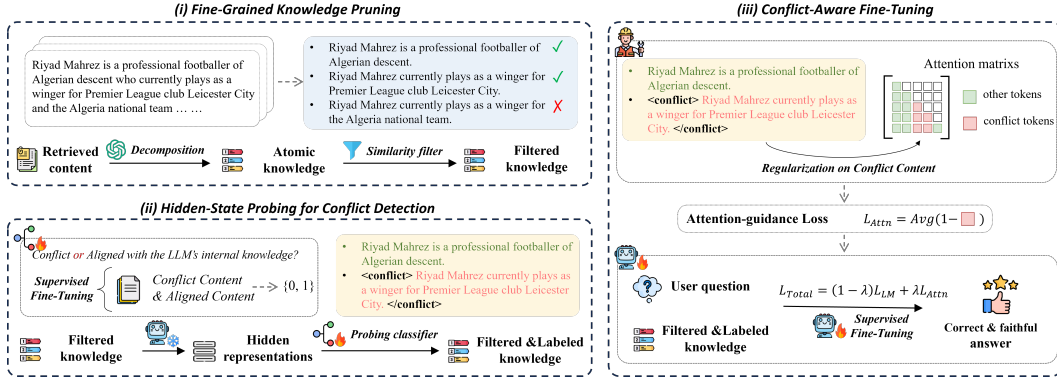 (i) Fine-Grained Knowledge Pruning
Riyad Mahrez is a professional footballer of
Algerian descent who currently plays as a
winger for Premier League club Leicester City
and the Algeria national team … …
• Riyad Mahrez is a professional footballer of
Algerian descent.
• Riyad Mahrez currently plays as a winger for
Premier League club Leicester City.
• Riyad Mahrez currently plays as a winger for
the Algeria national team.
Retrieved
content
Decomposition
Atomic
knowledge
Similarity filter
Filtered
knowledge
(ii) Hidden-State Probing for Conflict Detection
Conflict or Aligned with the LLM's internal knowledge?
Supervised
Fine-Tuning
Conflict Content
& Aligned Content
{0, 1}
• Riyad Mahrez is a professional footballer of
Algerian descent.
• <conflict> Riyad Mahrez currently plays as
a winger for Premier League club Leicester
City. </conflict>
Filtered
knowledge
Hidden
representations
Probing classifier
Filtered &Labeled
knowledge
(iii) Conflict-Aware Fine-Tuning
• Riyad Mahrez is a professional footballer of
Algerian descent.
• <conflict> Riyad Mahrez currently plays as
a winger for Premier League club Leicester
City. </conflict>
Attention matrixs
other tokens
conflict tokens
Regularization on Conflict Content
Attention-guidance Loss L_Attn = Avg(1− )
User question
Filtered &Labeled
knowledge
L_Total = (1 − λ)L_LM + λL_Attn
Supervised
Fine-Tuning
Correct & faithful
answer